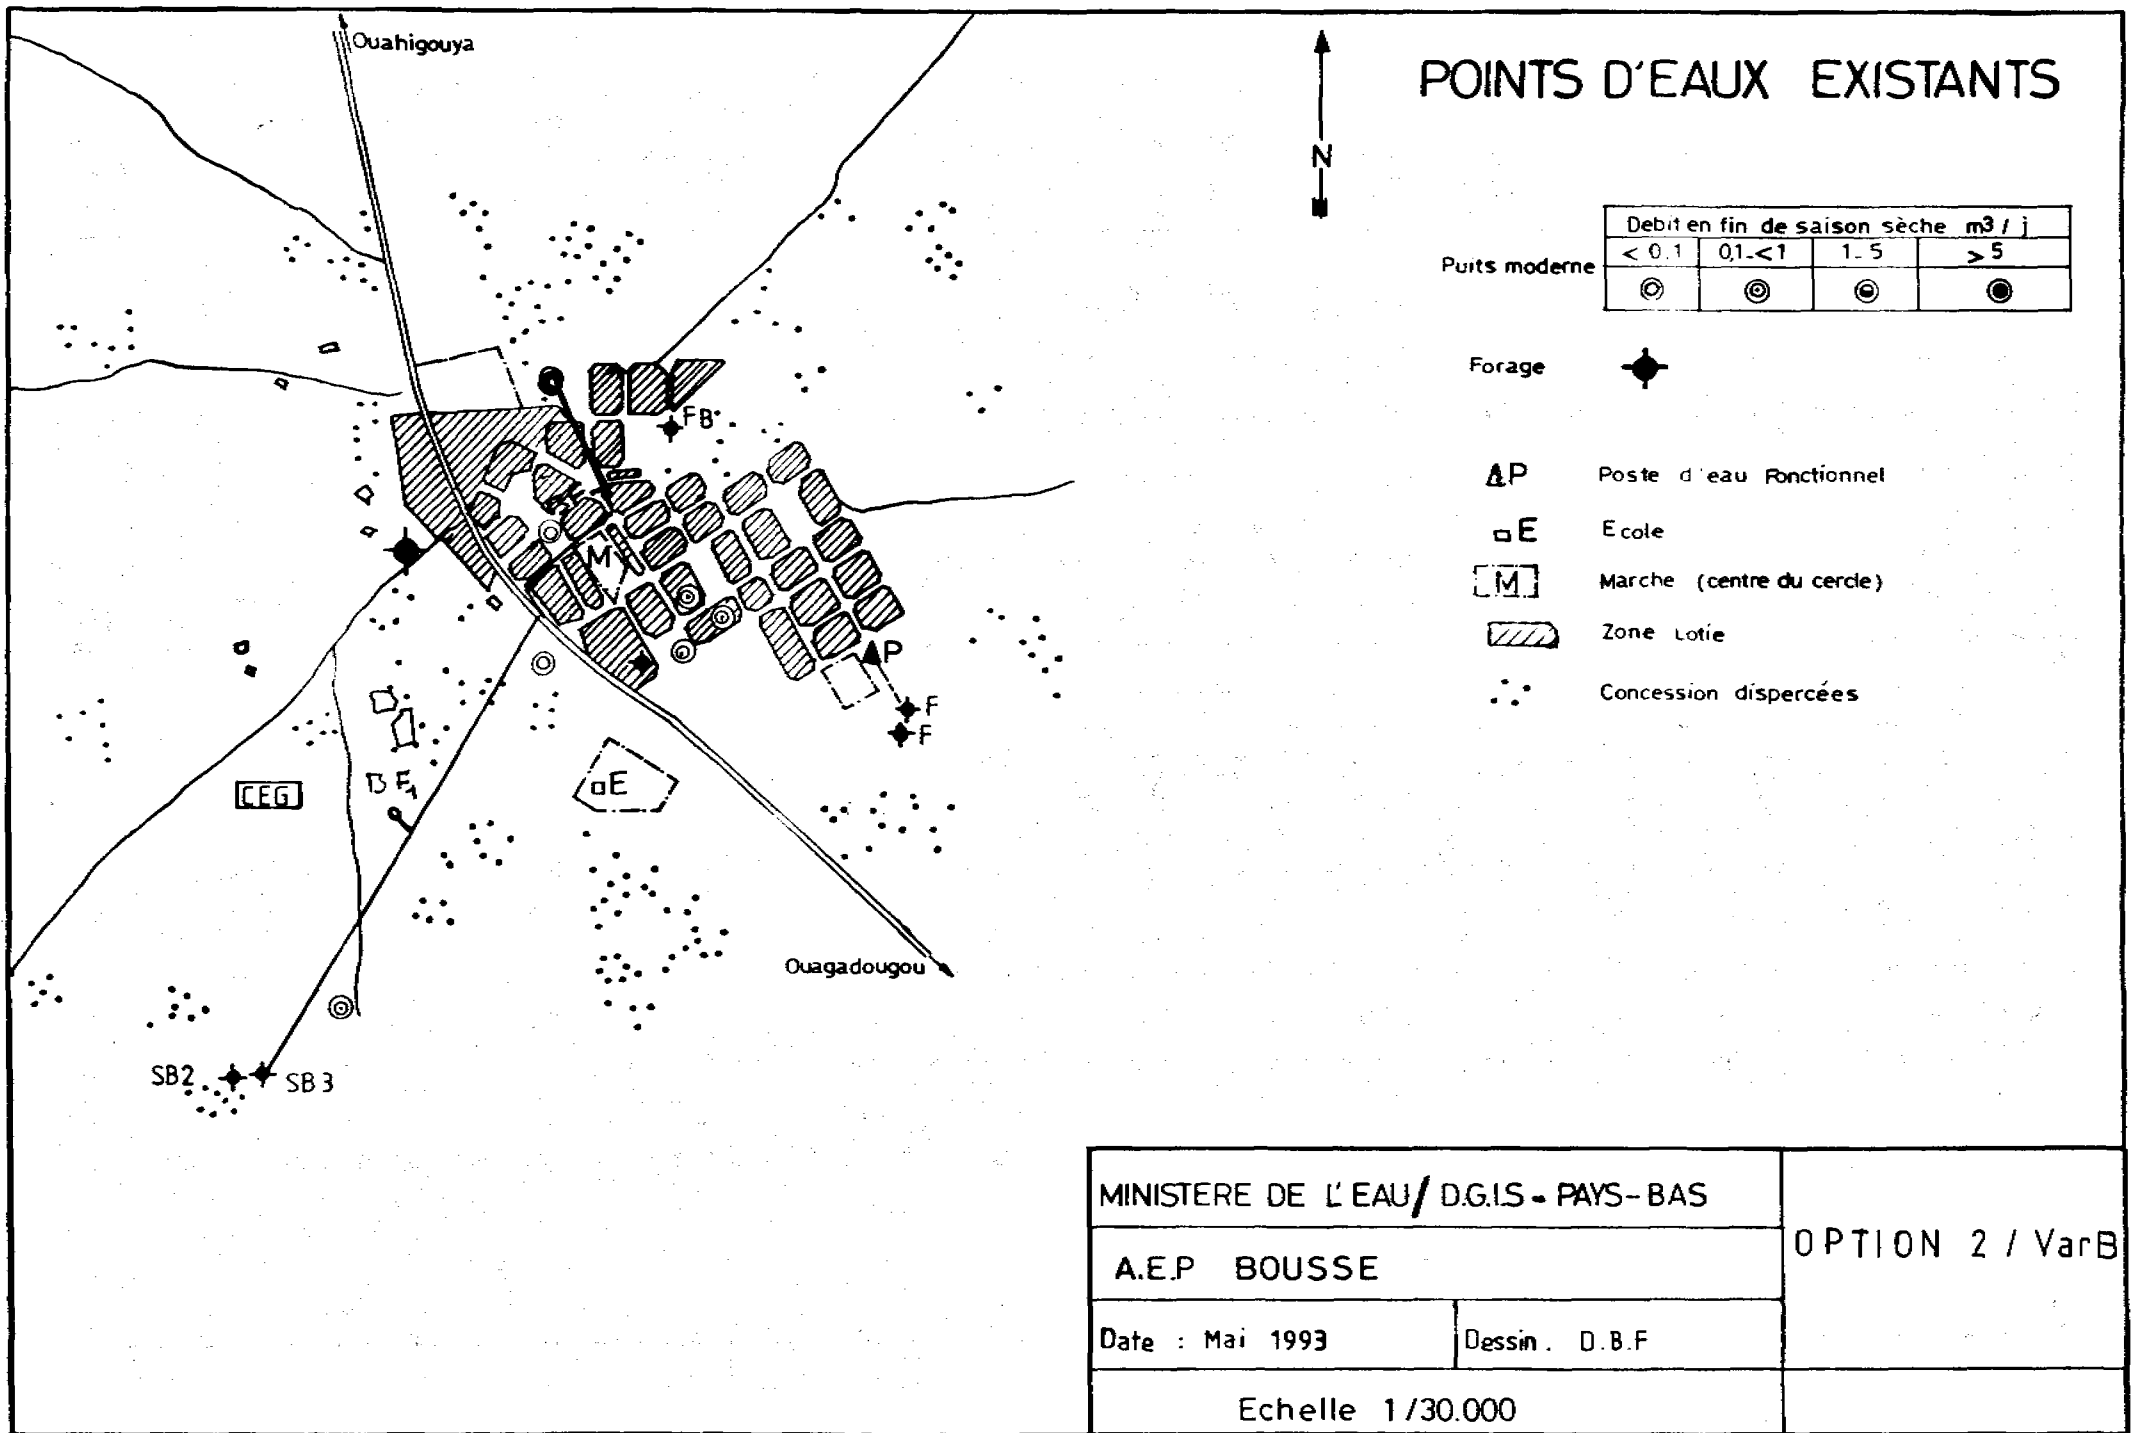 Ouahigouya
N
POINTS D'EAUX EXISTANTS
Debit en fin de saison sèche m3 / j
Puits moderne
< 0.1
0,1-<1
1-5
> 5
Forage
P
Poste d'eau Fonctionnel
E
Ecole
M
Marche (centre du cercle)
Zone Lotie
Concession dispercées
FB
M
P
F
F
E
BF1
CEG
Ouagadougou
SB2
SB3
MINISTERE DE L'EAU/ D.G.I.S - PAYS-BAS
A.E.P BOUSSE
OPTION 2 / VarB
Date : Mai 1993
Dessin. D.B.F
Echelle 1/30.000